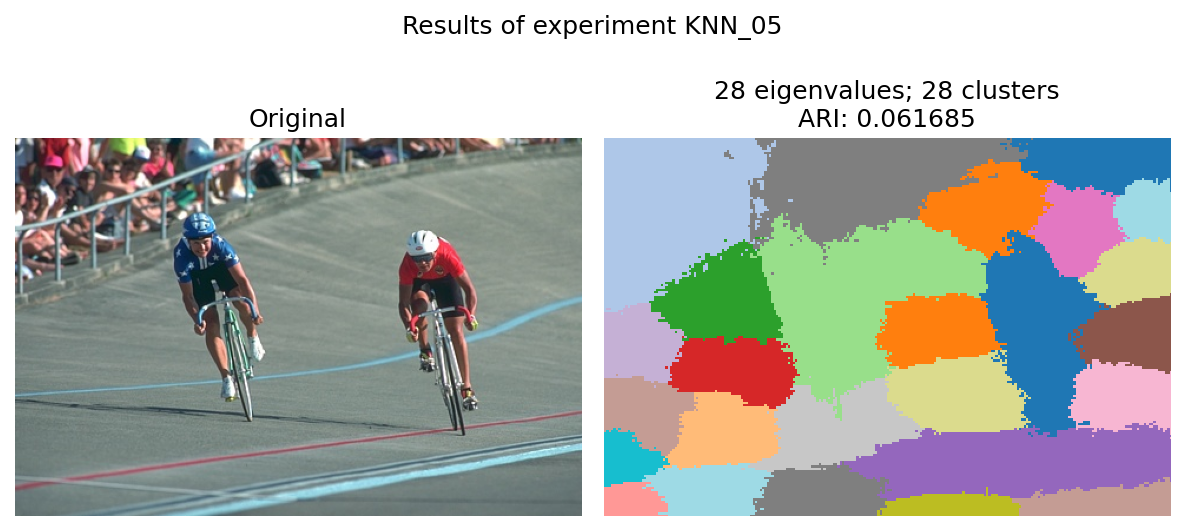 Results of experiment KNN_05
Original
28 eigenvalues; 28 clusters
ARI: 0.061685